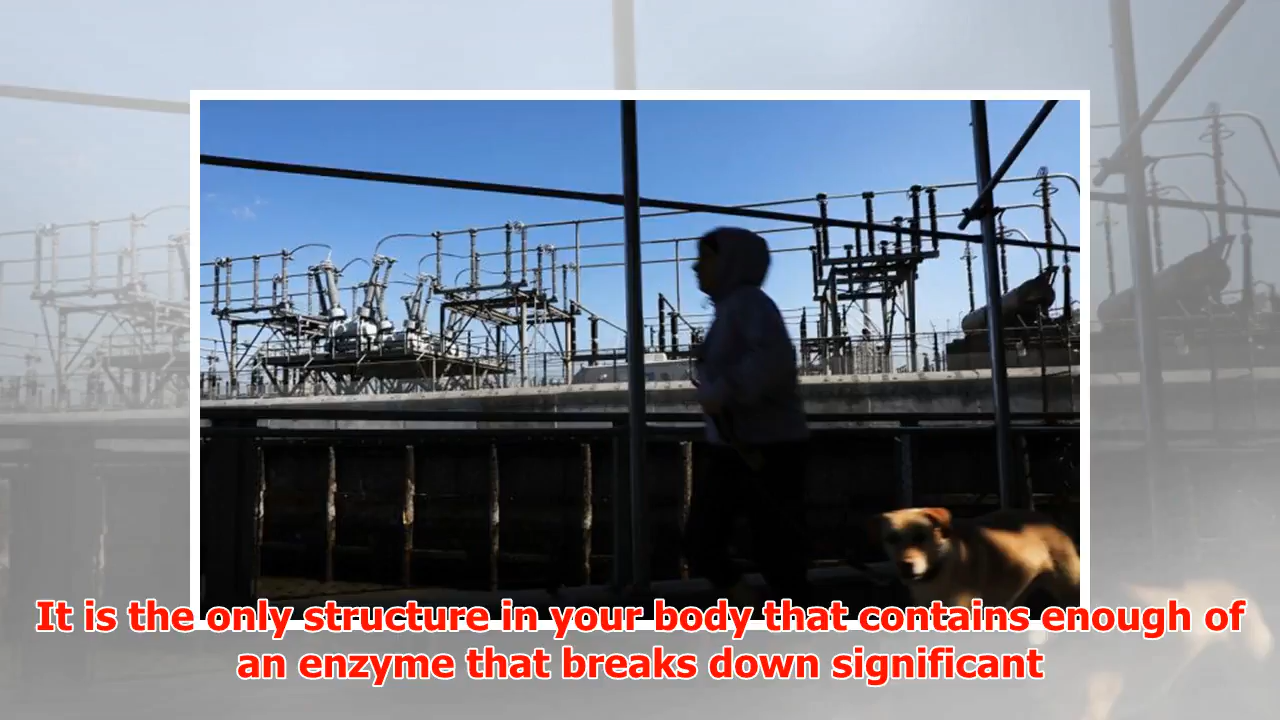 It is the only structure in your body that contains enough of
an enzyme that breaks down significant